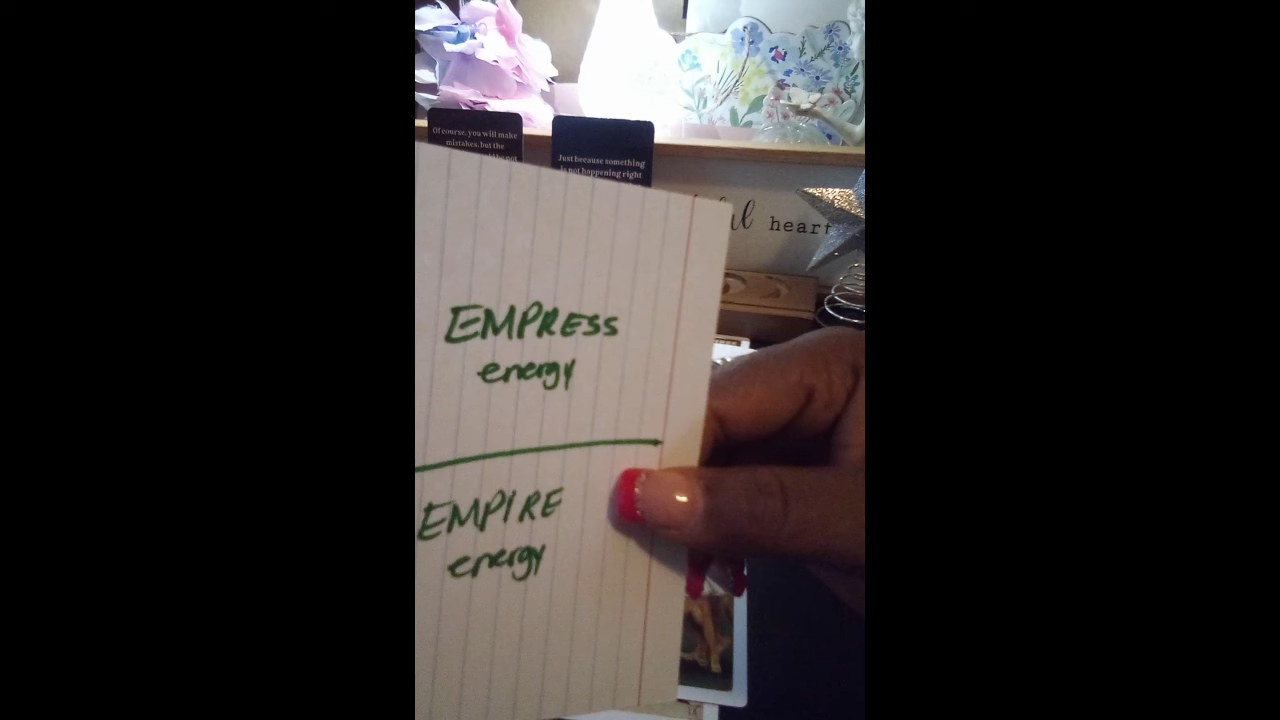 Of course, you will make
mistakes, but the
not
Just because something
is not happening right
heart
EMPRESS
energy
EMPIRE
energy